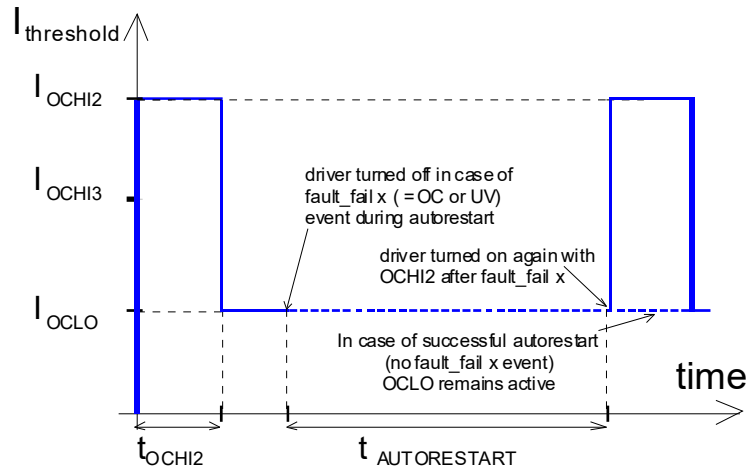 I threshold
I OCHI2
I OCHI3
driver turned off in case of
fault_fail x ( = OC or UV)
event during autorestart
driver turned on again with
OCHI2 after fault_fail x
I OCLO
In case of successful autorestart
(no fault_fail x event)
OCLO remains active
time
t OCHI2
t AUTORESTART